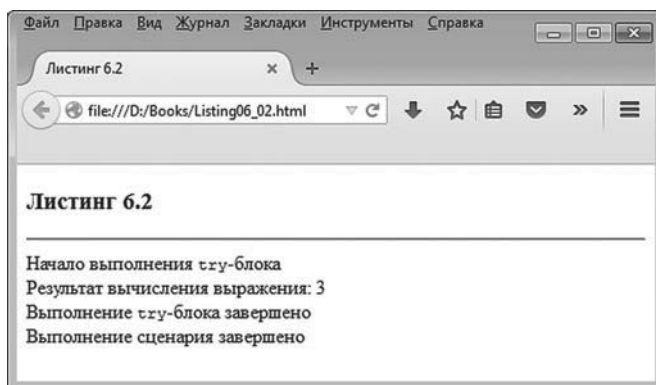 Файл Правка Вид Журнал Закладки Инструменты Справка
Листинг 6.2
file:///D:/Books/Listing06_02.html
Листинг 6.2
Начало выполнения try-блока
Результат вычисления выражения: 3
Выполнение try-блока завершено
Выполнение сценария завершено